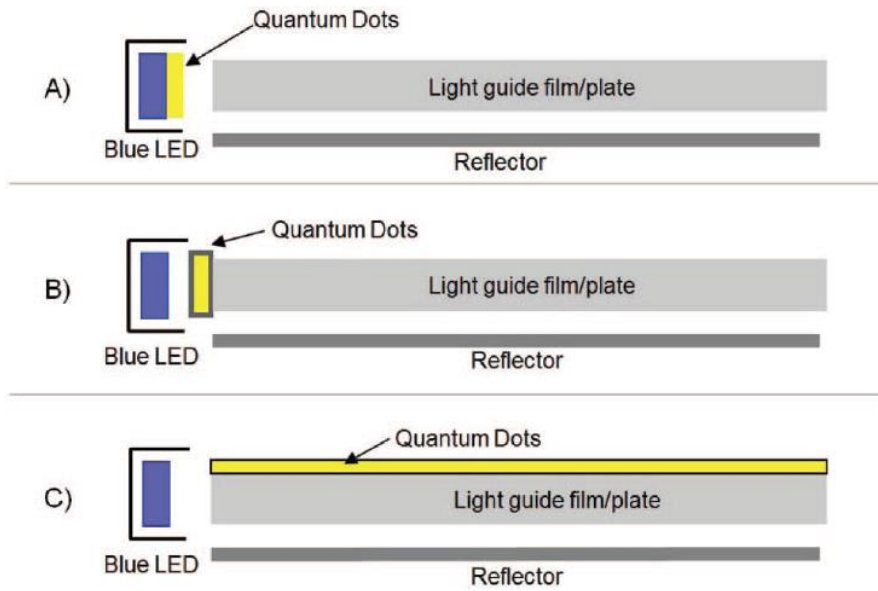 Quantum Dots
A)
Light guide film/plate
Blue LED
Reflector
Quantum Dots
B)
Light guide film/plate
Blue LED
Reflector
Quantum Dots
C)
Light guide film/plate
Blue LED
Reflector